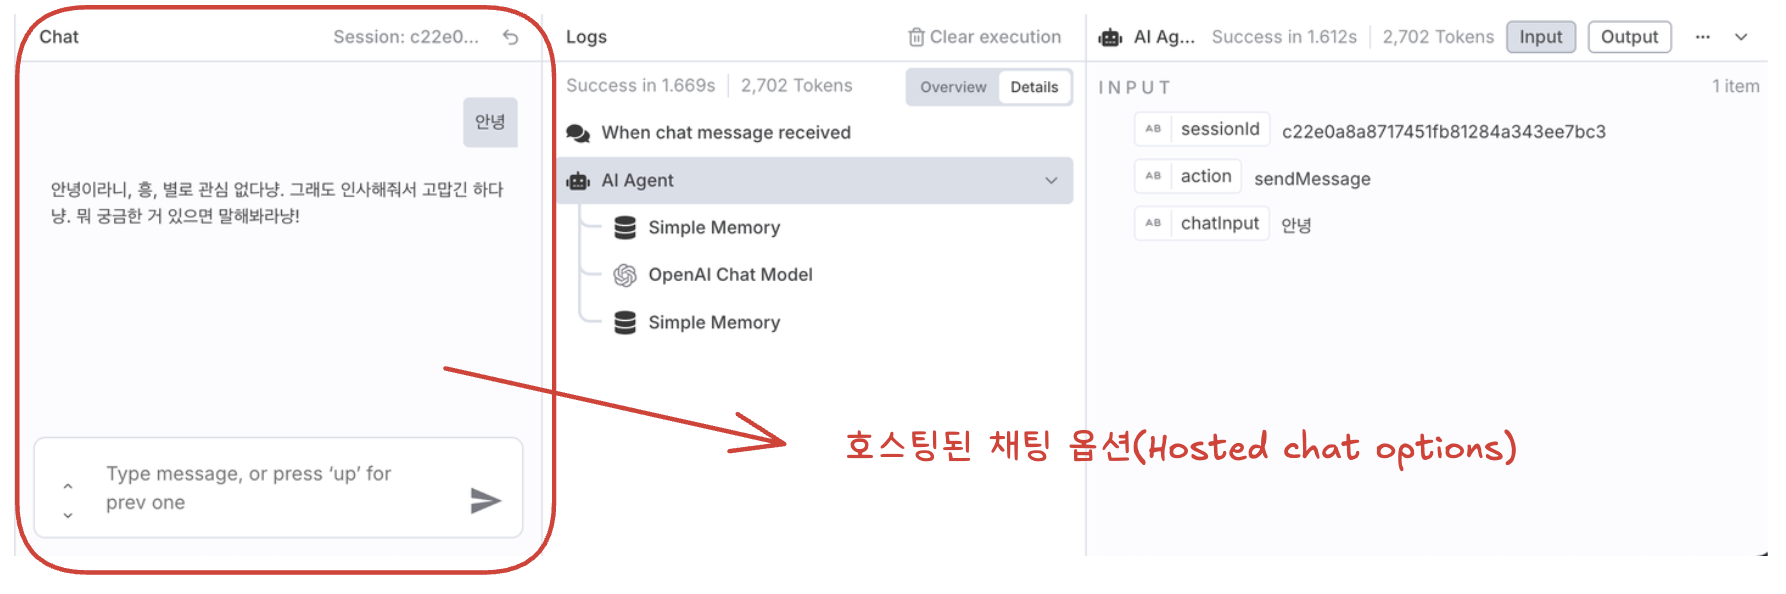 Chat
Session: c22e0...
안녕
안녕이라니, 흥, 별로 관심 없다냥. 그래도 인사해줘서 고맙긴 하다
냥. 뭐 궁금한 거 있으면 말해봐라냥!
Type message, or press ‘up’ for
prev one
Logs
Clear execution
Success in 1.669s
2,702 Tokens
Overview
Details
When chat message received
AI Agent
Simple Memory
OpenAI Chat Model
Simple Memory
AI Ag...
Success in 1.612s
2,702 Tokens
Input
Output
...
INPUT
1 item
AB sessionId c22e0a8a8717451fb81284a343ee7bc3
AB action sendMessage
AB chatInput 안녕
호스팅된 채팅 옵션(Hosted chat options)